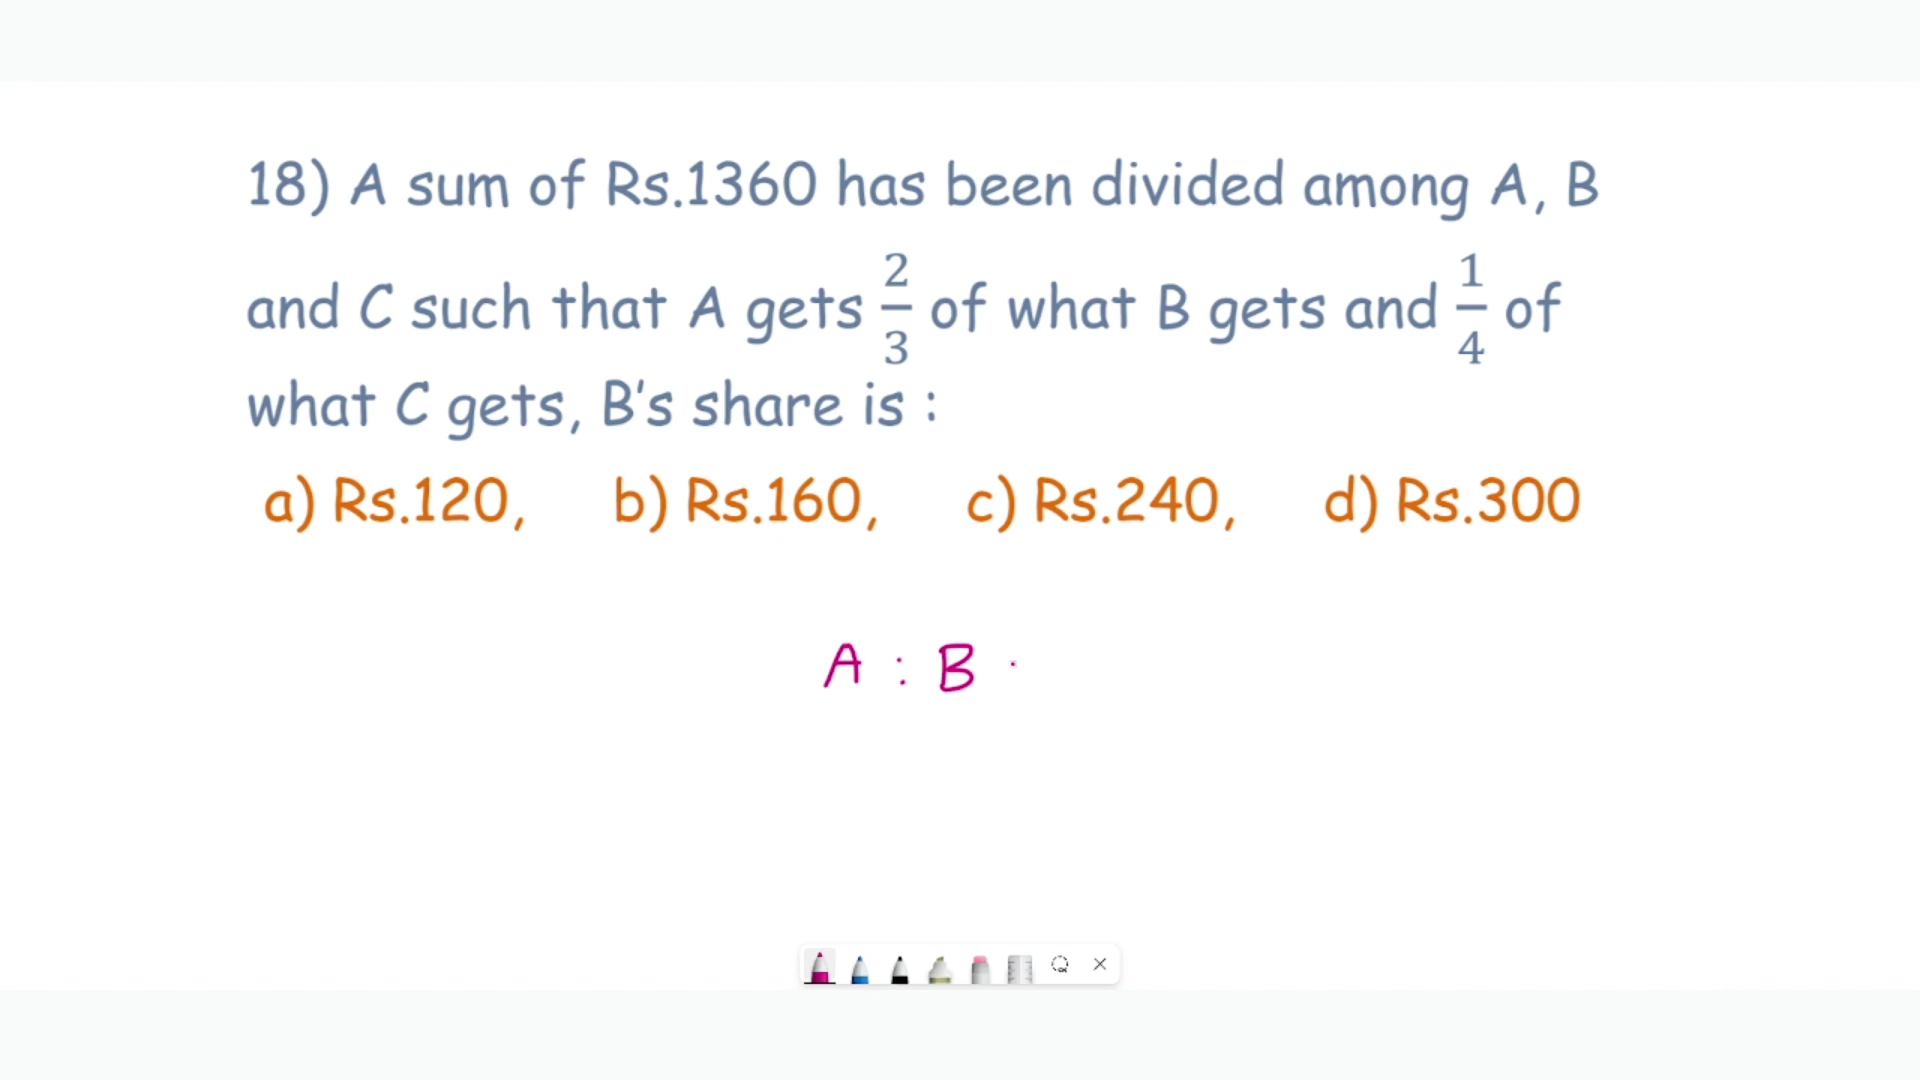 18) A sum of Rs.1360 has been divided among A, B
and C such that A gets 2/3 of what B gets and 1/4 of
what C gets, B's share is :
a) Rs.120, b) Rs.160, c) Rs.240, d) Rs.300
A : B ·